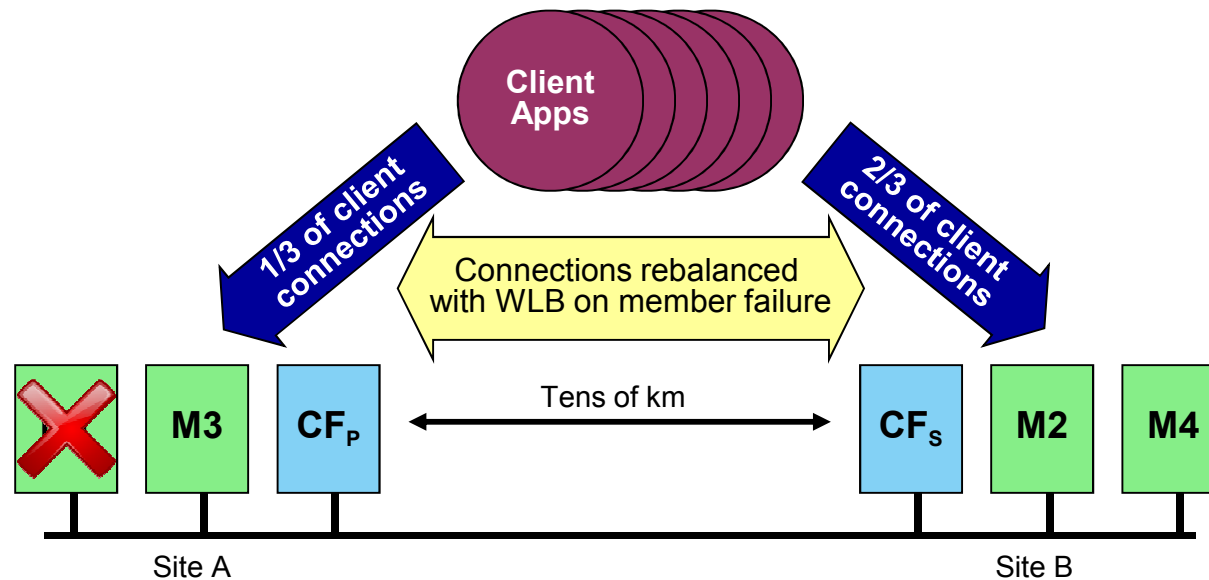 Client
Apps
1/3 of client
connections
2/3 of client
connections
Connections rebalanced
with WLB on member failure
M3
CFP
Tens of km
CFS
M2
M4
Site A
Site B